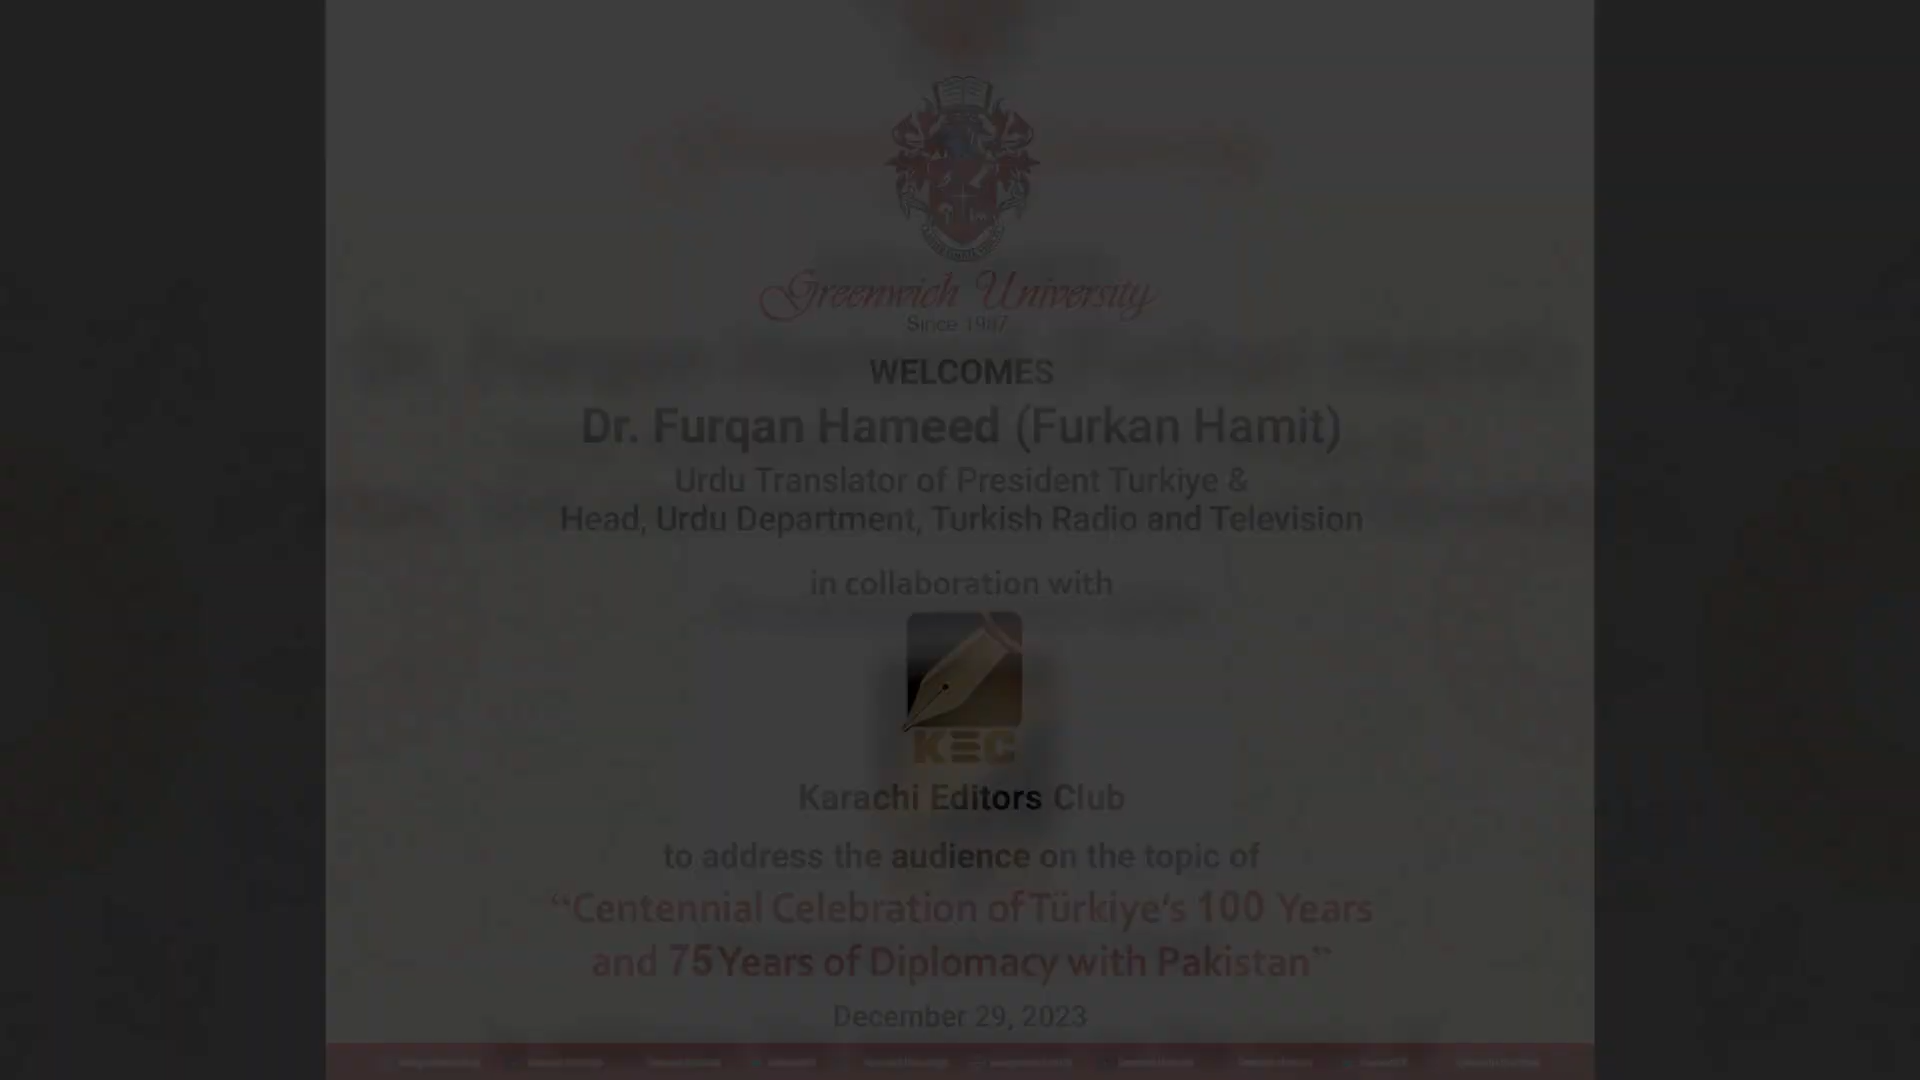 Greenwich University
Since 1987
WELCOMES
Dr. Furqan Hameed (Furkan Hamit)
Urdu Translator of President Turkiye &
Head, Urdu Department, Turkish Radio and Television
in collaboration with
KEC
Karachi Editors Club
to address the audience on the topic of
“Centennial Celebration of Türkiye’s 100 Years
and 75 Years of Diplomacy with Pakistan”
December 29, 2023